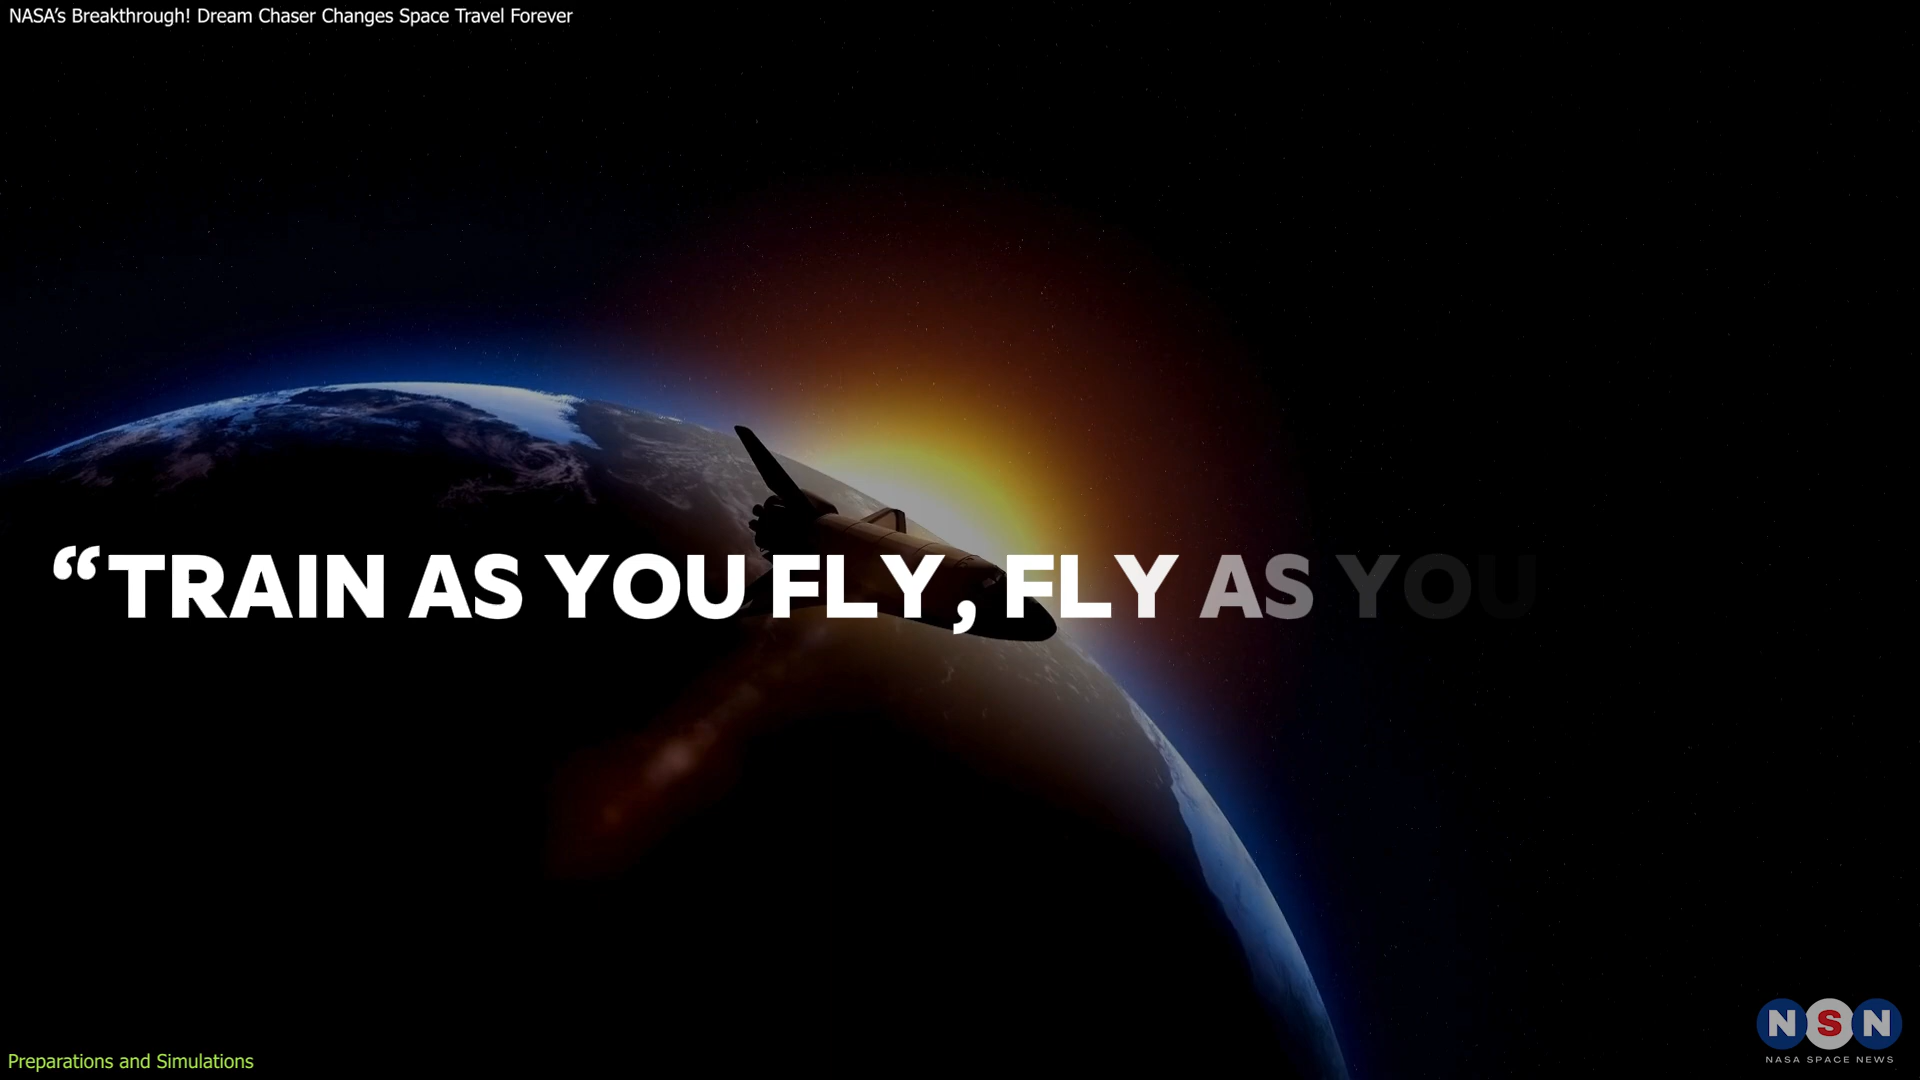 NASA’s Breakthrough! Dream Chaser Changes Space Travel Forever
“TRAIN AS YOU FLY, FLY AS YOU
Preparations and Simulations
NSN
NASA SPACE NEWS